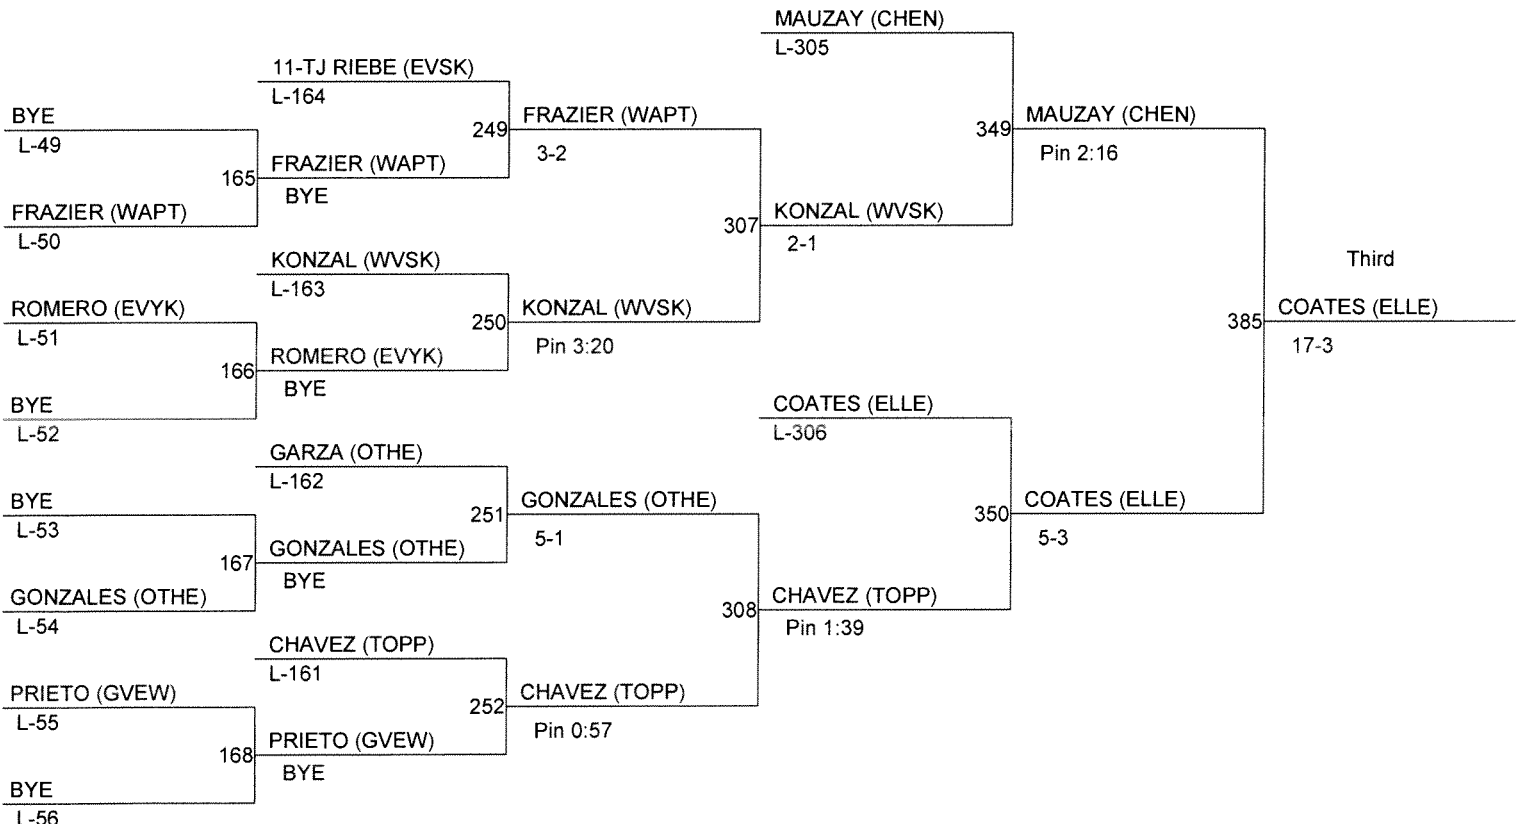 MAUZAY (CHEN)
L-305
11-TJ RIEBE (EVSK)
L-164
BYE
L-49
249
FRAZIER (WAPT)
3-2
349
MAUZAY (CHEN)
Pin 2:16
165
FRAZIER (WAPT)
BYE
FRAZIER (WAPT)
L-50
307
KONZAL (WVSK)
2-1
KONZAL (WVSK)
L-163
Third
ROMERO (EVYK)
L-51
250
KONZAL (WVSK)
Pin 3:20
385
COATES (ELLE)
17-3
166
ROMERO (EVYK)
BYE
BYE
L-52
COATES (ELLE)
L-306
GARZA (OTHE)
L-162
BYE
L-53
251
GONZALES (OTHE)
5-1
350
COATES (ELLE)
5-3
167
GONZALES (OTHE)
BYE
GONZALES (OTHE)
L-54
308
CHAVEZ (TOPP)
Pin 1:39
CHAVEZ (TOPP)
L-161
PRIETO (GVEW)
L-55
252
CHAVEZ (TOPP)
Pin 0:57
168
PRIETO (GVEW)
BYE
BYE
L-56